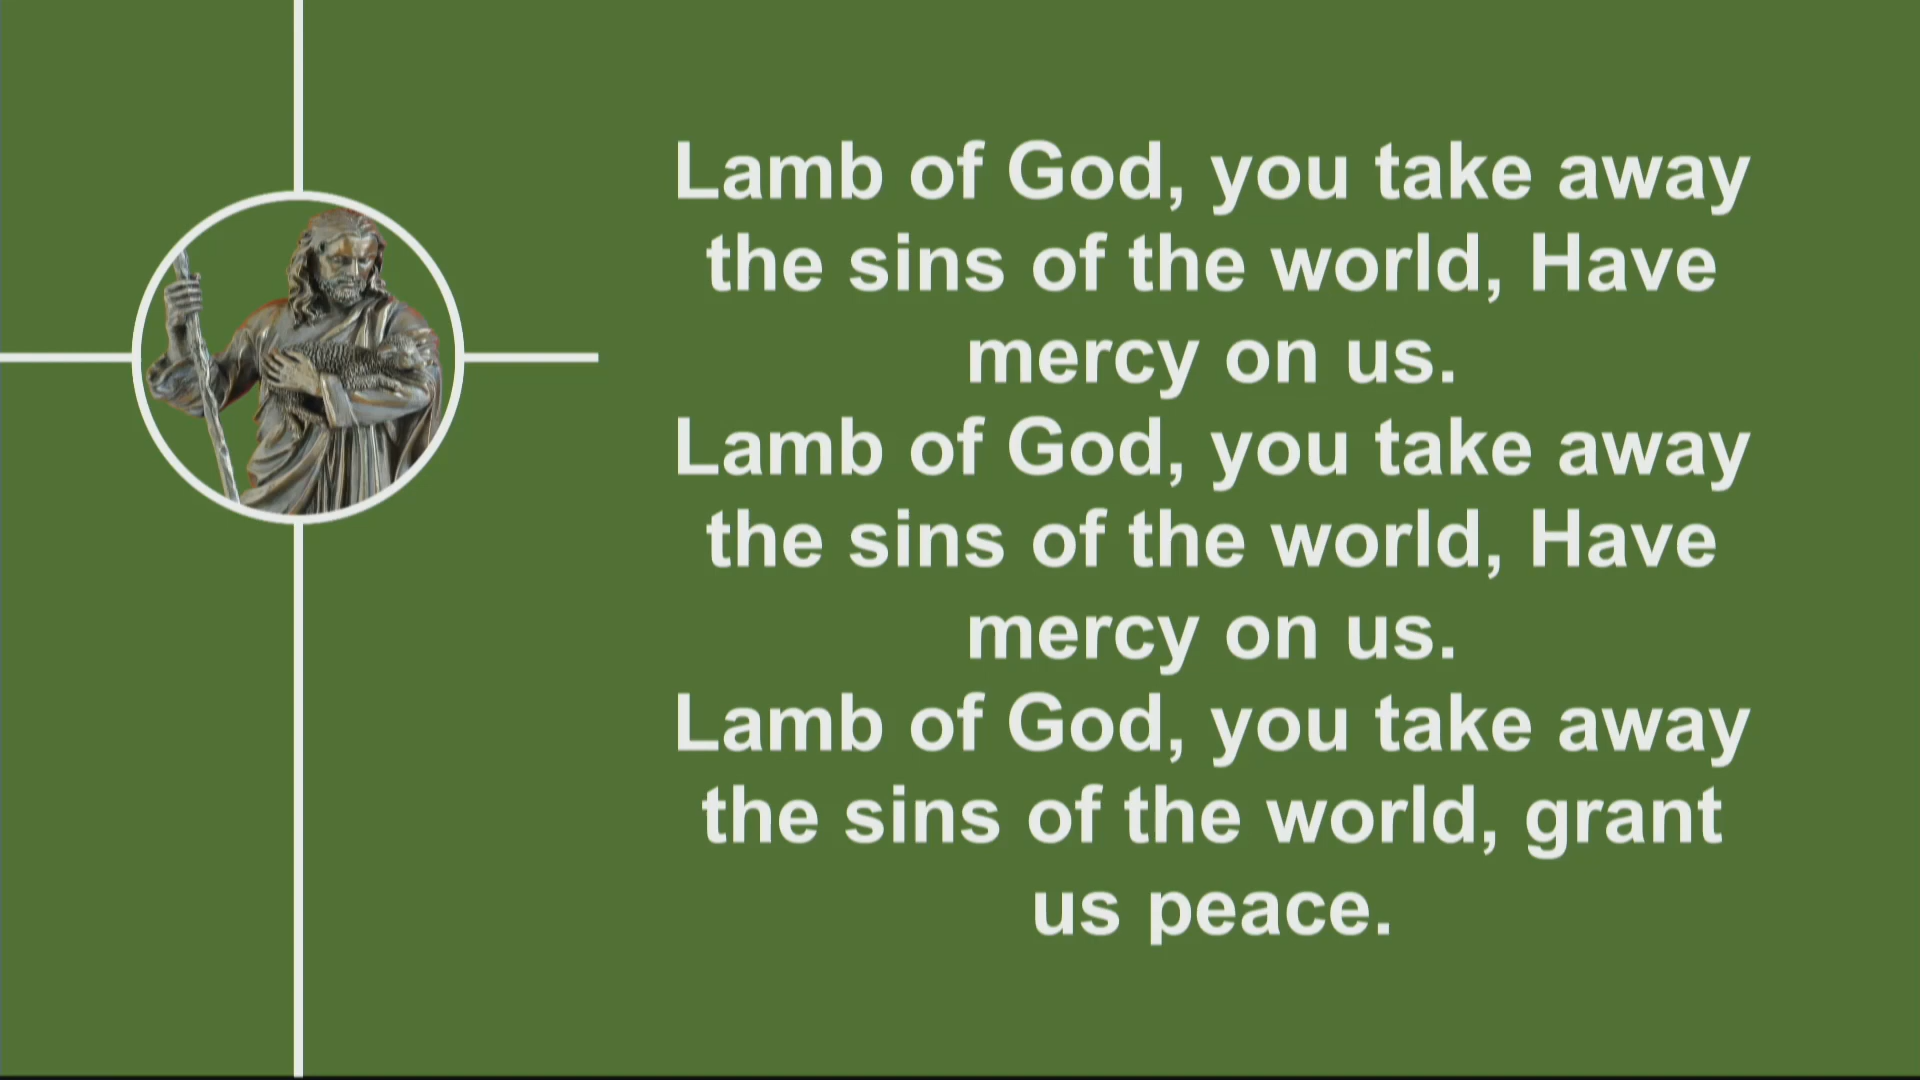 Lamb of God, you take away
the sins of the world, Have
mercy on us.
Lamb of God, you take away
the sins of the world, Have
mercy on us.
Lamb of God, you take away
the sins of the world, grant
us peace.